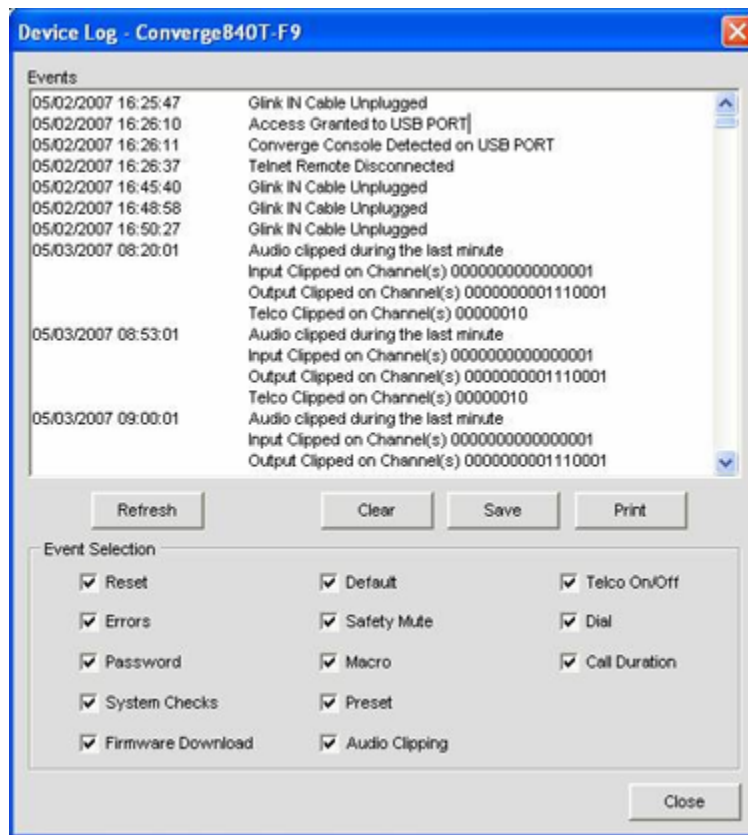 Device Log - Converge840T-F9
Events
05/02/2007 16:25:47 Glink IN Cable Unplugged
05/02/2007 16:26:10 Access Granted to USB PORT
05/02/2007 16:26:11 Converge Console Detected on USB PORT
05/02/2007 16:26:37 Telnet Remote Disconnected
05/02/2007 16:45:40 Glink IN Cable Unplugged
05/02/2007 16:48:58 Glink IN Cable Unplugged
05/02/2007 16:50:27 Glink IN Cable Unplugged
05/03/2007 08:20:01 Audio clipped during the last minute
Input Clipped on Channel(s) 0000000000000001
Output Clipped on Channel(s) 0000000001110001
Telco Clipped on Channel(s) 00000010
05/03/2007 08:53:01 Audio clipped during the last minute
Input Clipped on Channel(s) 0000000000000001
Output Clipped on Channel(s) 0000000001110001
Telco Clipped on Channel(s) 00000010
05/03/2007 09:00:01 Audio clipped during the last minute
Input Clipped on Channel(s) 0000000000000001
Output Clipped on Channel(s) 0000000001110001
Refresh Clear Save Print
Event Selection
Reset Default Telco On/Off
Errors Safety Mute Dial
Password Macro Call Duration
System Checks Preset
Firmware Download Audio Clipping
Close